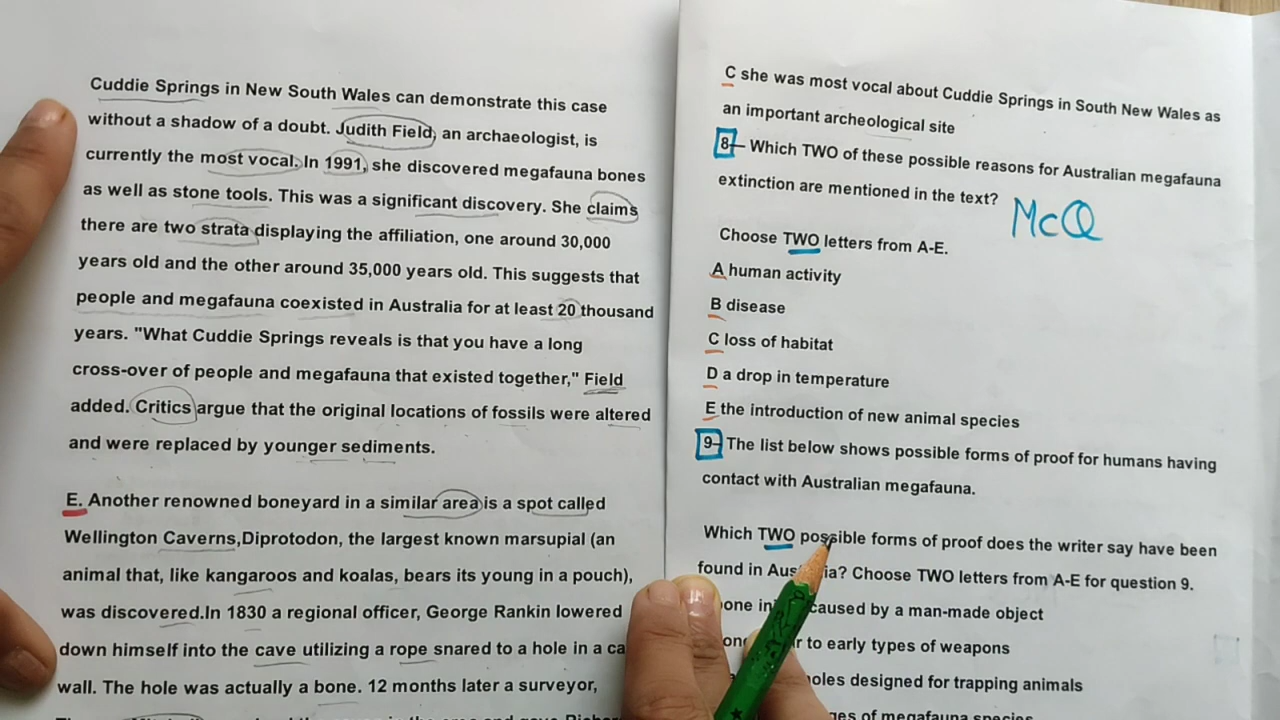 Cuddie Springs in New South Wales can demonstrate this case
without a shadow of a doubt. Judith Field, an archaeologist, is
currently the most vocal. In 1991, she discovered megafauna bones
as well as stone tools. This was a significant discovery. She claims
there are two strata displaying the affiliation, one around 30,000
years old and the other around 35,000 years old. This suggests that
people and megafauna coexisted in Australia for at least 20 thousand
years. "What Cuddie Springs reveals is that you have a long
cross-over of people and megafauna that existed together," Field
added. Critics argue that the original locations of fossils were altered
and were replaced by younger sediments.
E. Another renowned boneyard in a similar area is a spot called
Wellington Caverns,Diprotodon, the largest known marsupial (an
animal that, like kangaroos and koalas, bears its young in a pouch),
was discovered.In 1830 a regional officer, George Rankin lowered
down himself into the cave utilizing a rope snared to a hole in a
wall. The hole was actually a bone. 12 months later a surveyor,
C she was most vocal about Cuddie Springs in South New Wales as
an important archeological site
8- Which TWO of these possible reasons for Australian megafauna
extinction are mentioned in the text?
McQ
Choose TWO letters from A-E.
A human activity
B disease
C loss of habitat
D a drop in temperature
E the introduction of new animal species
9- The list below shows possible forms of proof for humans having
contact with Australian megafauna.
Which TWO possible forms of proof does the writer say have been
found in Choose TWO letters from A-E for question 9.
caused by a man-made object
to early types of weapons
designed for trapping animals
of megafauna species